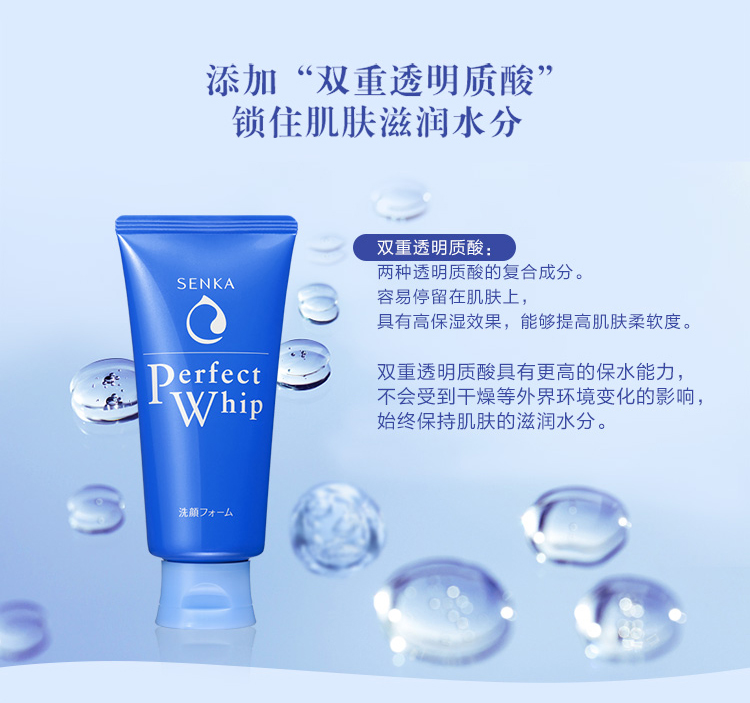 添加“双重透明质酸”
锁住肌肤滋润水分
双重透明质酸：
两种透明质酸的复合成分。
容易停留在肌肤上，
具有高保湿效果，能够提高肌肤柔软度。
双重透明质酸具有更高的保水能力，
不会受到干燥等外界环境变化的影响，
始终保持肌肤的滋润水分。
SENKA
Perfect
Whip
洗顔フォーム